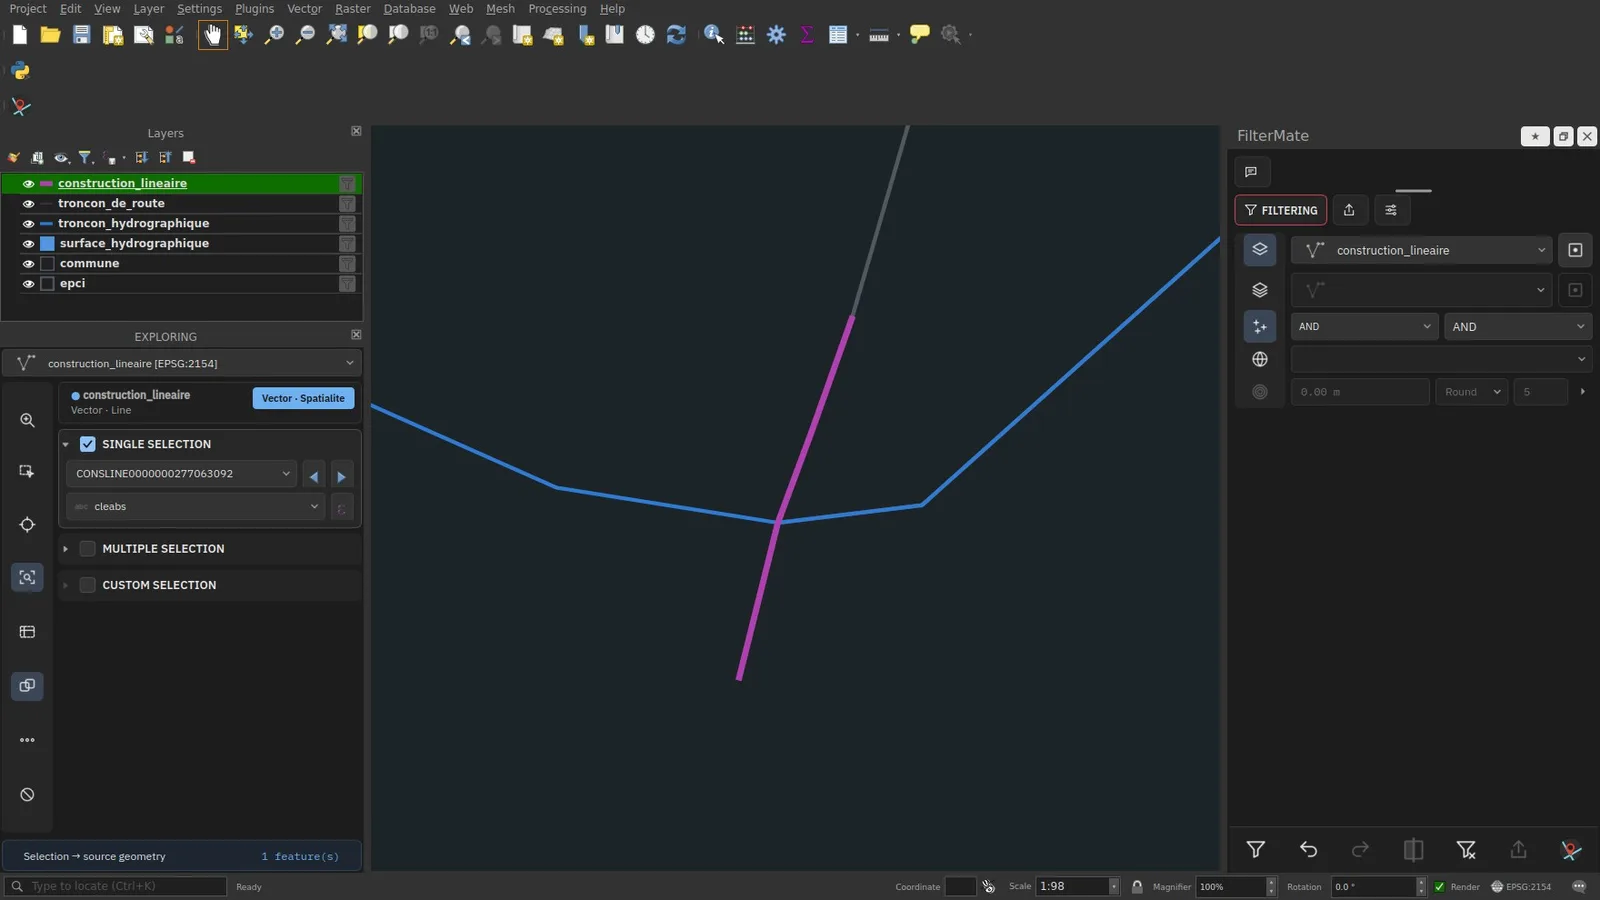 Project Edit View Layer Settings Plugins Vector Raster Database Web Mesh Processing Help
Layers
construction_lineaire
troncon_de_route
troncon_hydrographique
surface_hydrographique
commune
epci
EXPLORING
construction_lineaire [EPSG:2154]
construction_lineaire
Vector · Line
Vector · Spatialite
SINGLE SELECTION
CONSLINE0000000277063092
abc cleabs
MULTIPLE SELECTION
CUSTOM SELECTION
Selection → source geometry 1 feature(s)
FilterMate
FILTERING
construction_lineaire
AND AND
0.00 m Round 5
Type to locate (Ctrl+K) Ready Coordinate Scale 1:98 Magnifier 100% Rotation 0.0 ° Render EPSG:2154